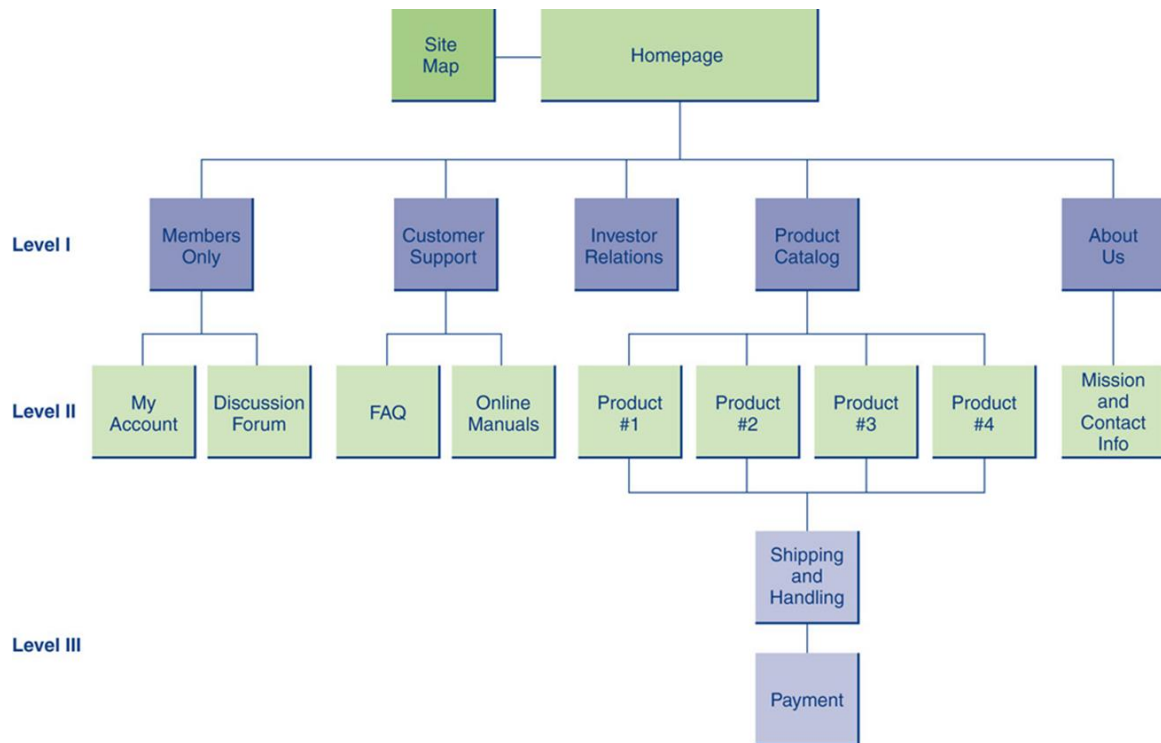 Site
Map
Homepage
Level I
Members
Only
Customer
Support
Investor
Relations
Product
Catalog
About
Us
Level II
My
Account
Discussion
Forum
FAQ
Online
Manuals
Product
#1
Product
#2
Product
#3
Product
#4
Mission
and
Contact
Info
Shipping
and
Handling
Level III
Payment